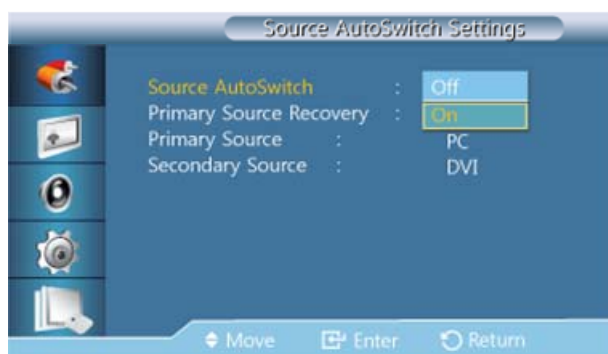 Source AutoSwitch Settings
Source AutoSwitch : Off
Primary Source Recovery : On
Primary Source : PC
Secondary Source : DVI
Move Enter Return